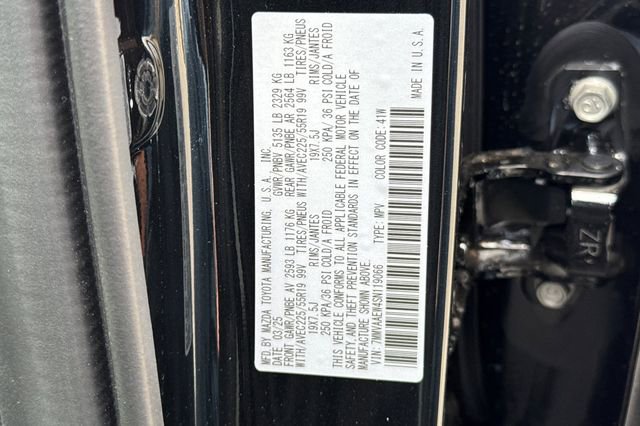 MFD.BY MAZDA TOYOTA MANUFACTURING, U.S.A., INC.
DATE 03/25 GVWR/PNBV 5135 LB 2329 KG
FRONT GAWR/PNBE AV 2593 LB 1176 KG REAR GAWR/PNBE AR 2564 LB 1163 KG
WITH/AVEC225/55R19 99V TIRES/PNEUS WITH/AVEC225/55R19 99V TIRES/PNEUS
19X7.5J RIMS/JANTES 19X7.5J RIMS/JANTES
250 KPA/36 PSI COLD/A FROID 250 KPA/ 36 PSI COLD/A FROID
THIS VEHICLE CONFORMS TO ALL APPLICABLE FEDERAL MOTOR VEHICLE
SAFETY, AND THEFT PREVENTION STANDARDS IN EFFECT ON THE DATE OF
MANUFACTURE SHOWN ABOVE.
VIN: TYPE: MPV COLOR CODE:41W
MADE IN U.S.A.
ZR